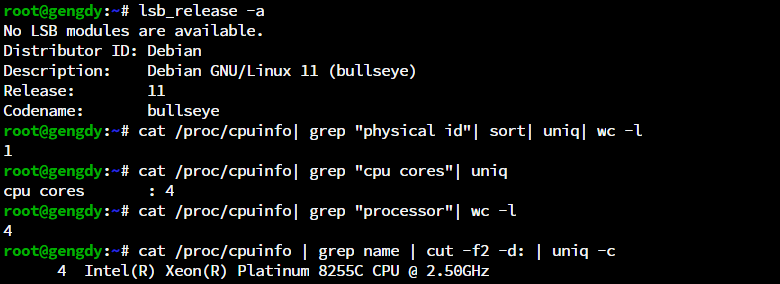 root@gengdy:~# lsb_release -a
No LSB modules are available.
Distributor ID: Debian
Description:    Debian GNU/Linux 11 (bullseye)
Release:        11
Codename:       bullseye
root@gengdy:~# cat /proc/cpuinfo| grep "physical id"| sort| uniq| wc -l
1
root@gengdy:~# cat /proc/cpuinfo| grep "cpu cores"| uniq
cpu cores       : 4
root@gengdy:~# cat /proc/cpuinfo| grep "processor"| wc -l
4
root@gengdy:~# cat /proc/cpuinfo | grep name | cut -f2 -d: | uniq -c
      4  Intel(R) Xeon(R) Platinum 8255C CPU @ 2.50GHz